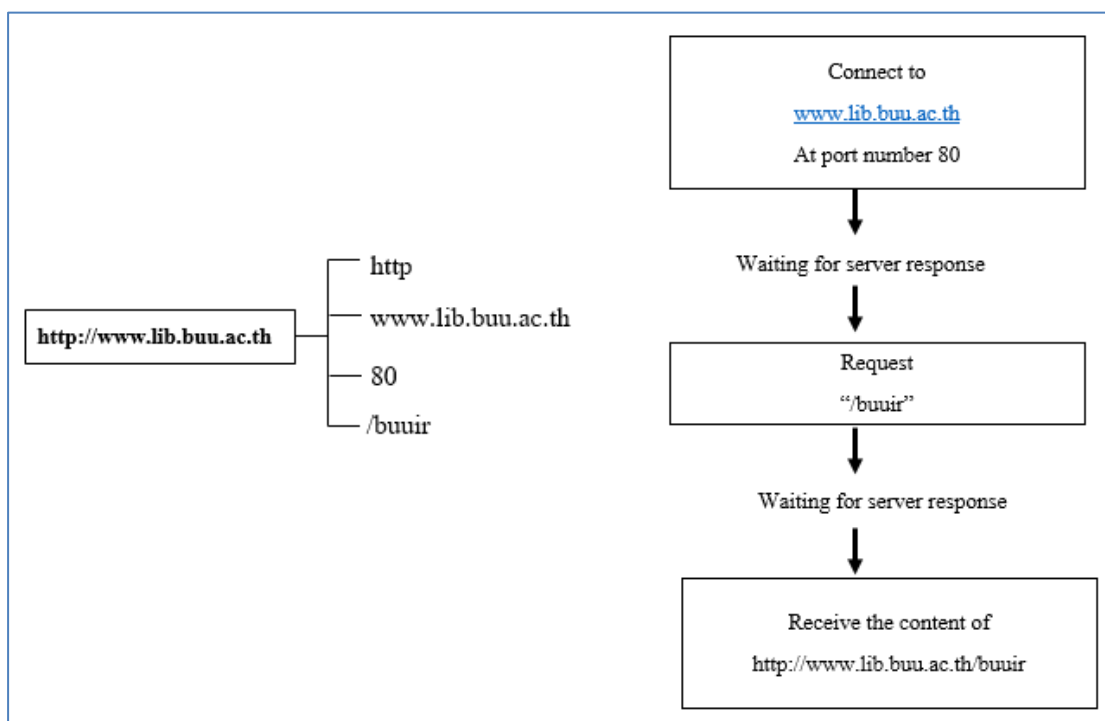 http://www.lib.buu.ac.th
http
www.lib.buu.ac.th
80
/buuir
Connect to
www.lib.buu.ac.th
At port number 80
Waiting for server response
Request
“/buuir”
Waiting for server response
Receive the content of
http://www.lib.buu.ac.th/buuir